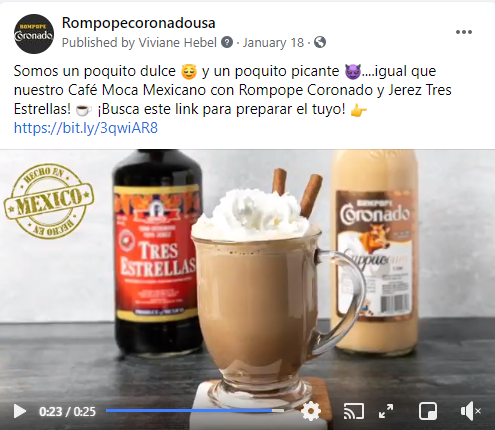 Rompopecoronadousa
Published by Viviane Hebel · January 18 ·
Somos un poquito dulce 😌 y un poquito picante 😈....igual que
nuestro Café Moca Mexicano con Rompope Coronado y Jerez Tres
Estrellas! ☕ ¡Busca este link para preparar el tuyo! 👉
https://bit.ly/3qwiAR8
ROMPOPE
Coronado
HECHO EN
MEXICO
HECHO EN
TRES
ESTRELLAS
ROMPOPE
Coronado
Cappuccino
0:23 / 0:25